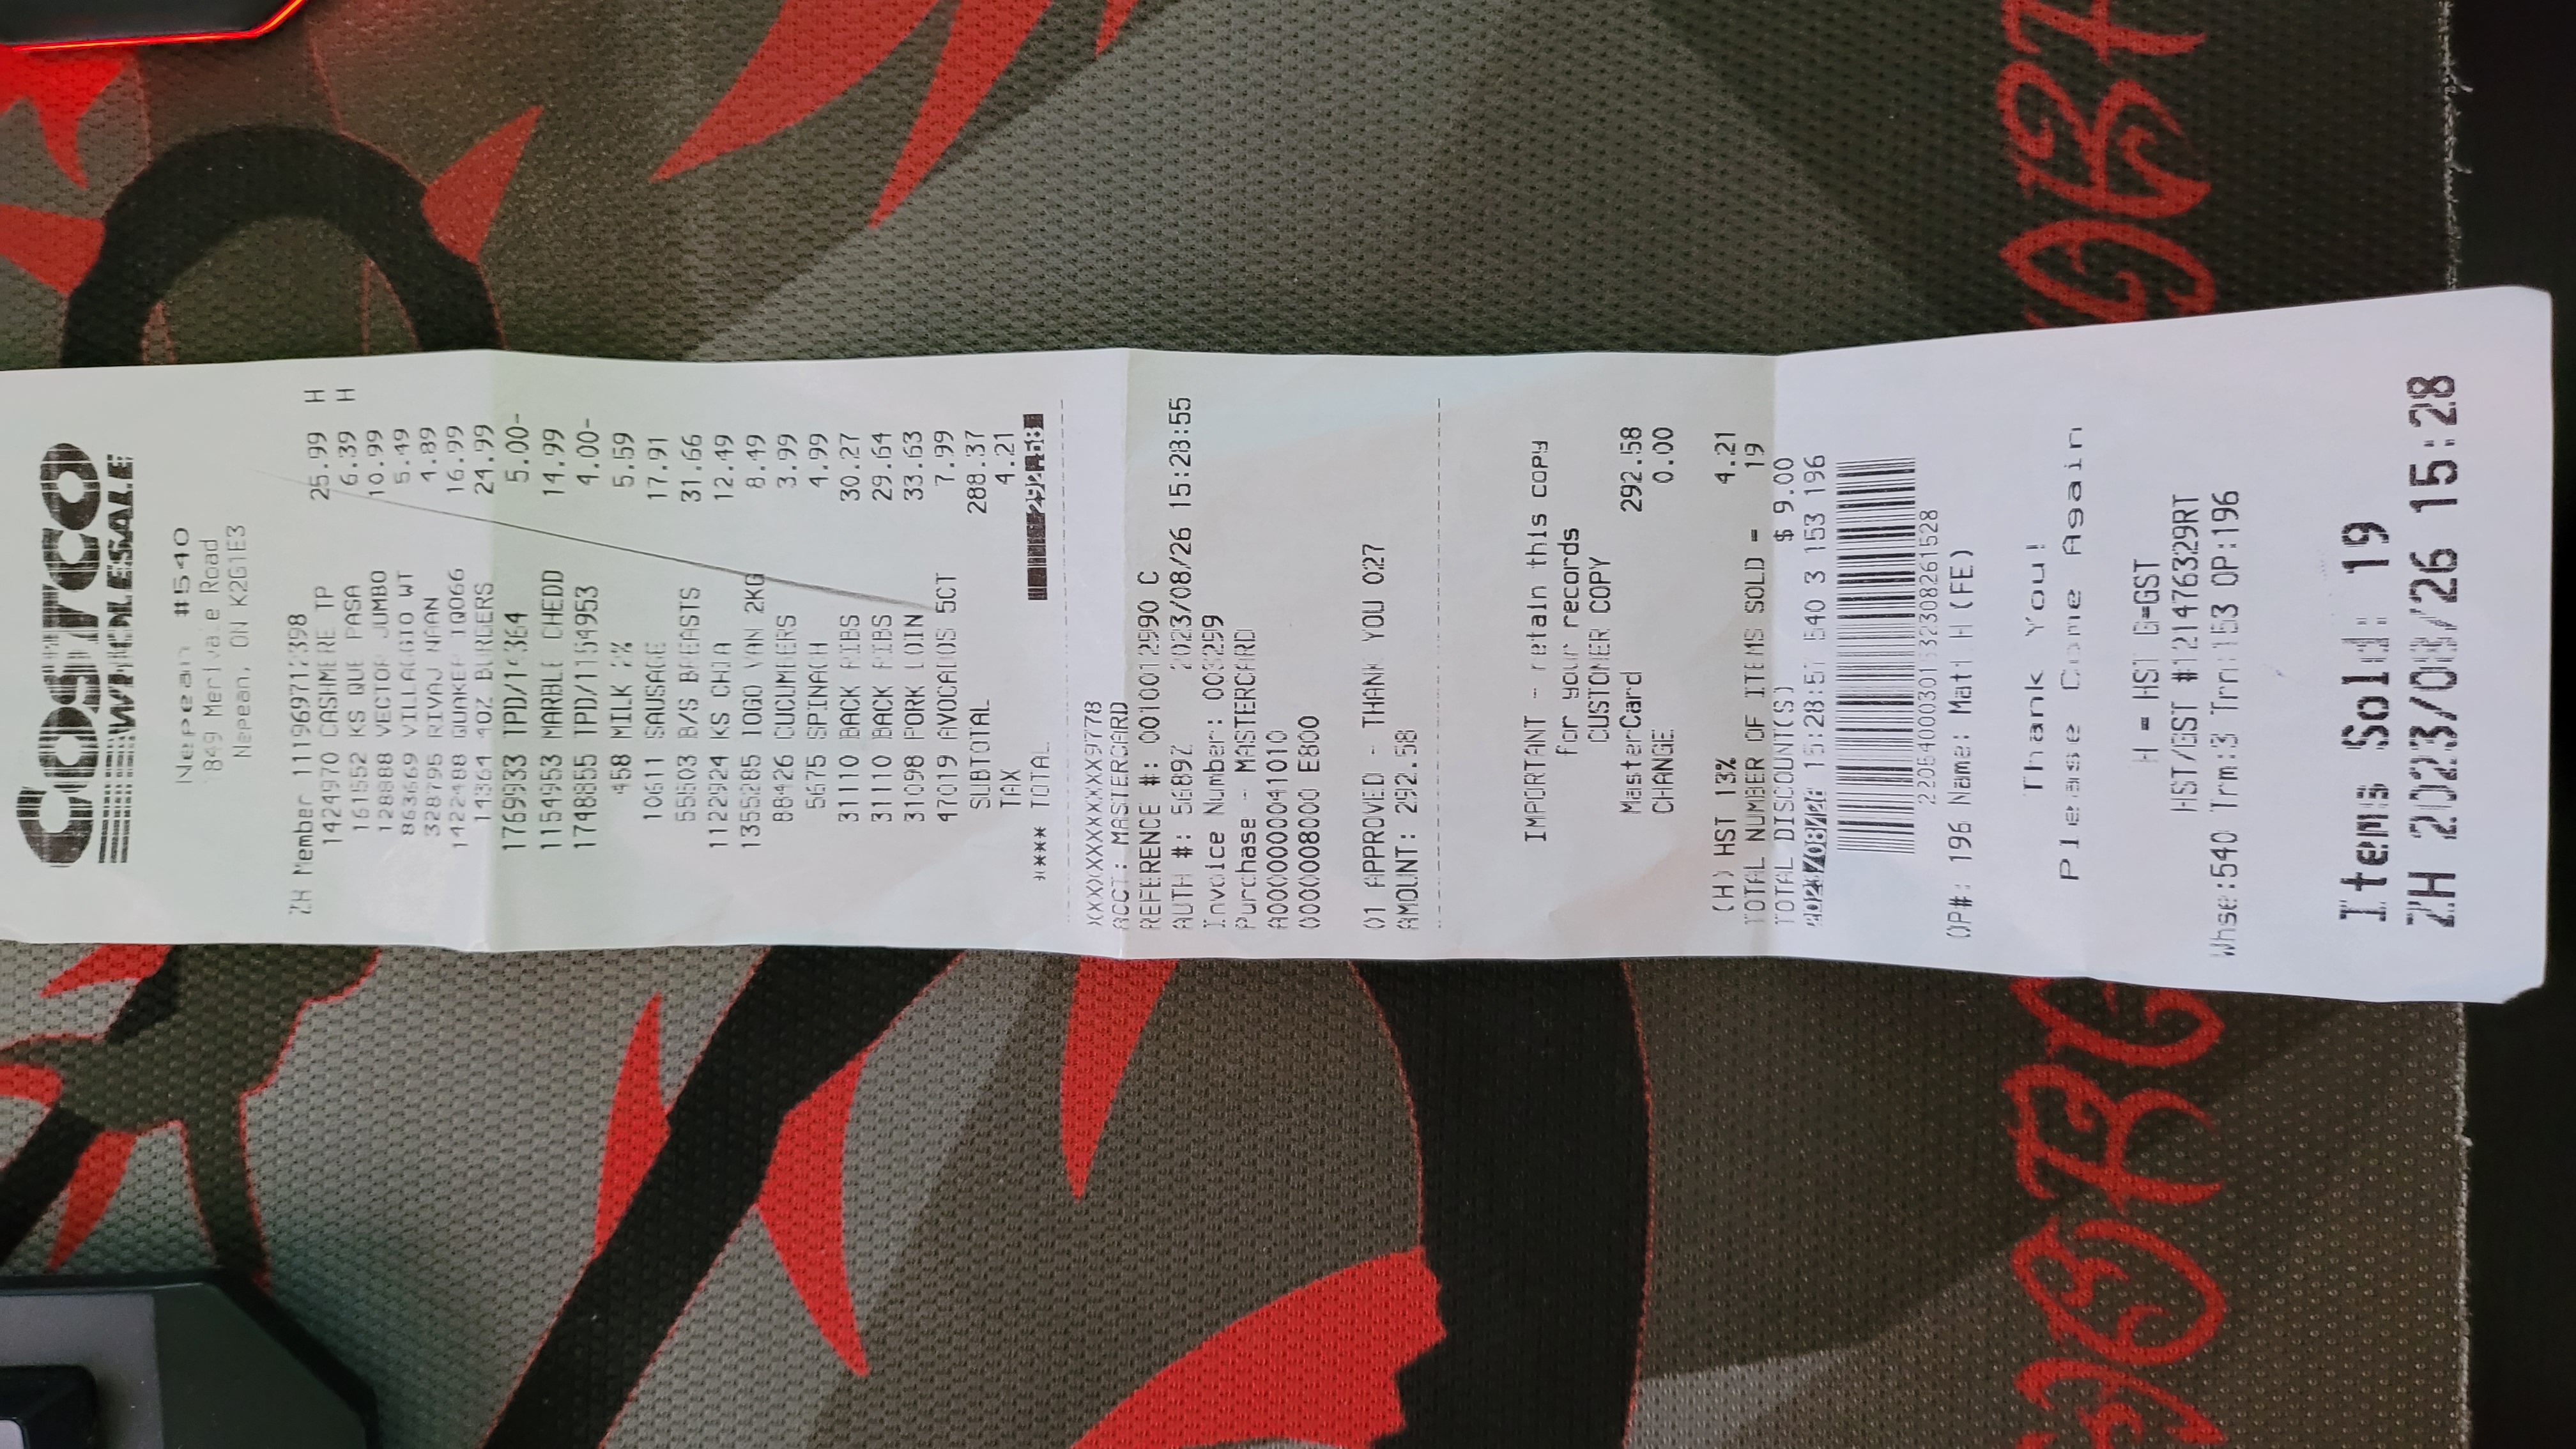 COSTCO
WHOLESALE
Nepean #540
849 Merivale Road
Nepean, ON K2G1E3
ZH Member 111969712398
1424970 CASHMERE TP 25.99 H
161552 KS QUE PASA 6.39 H
128888 VECTOR JUMBO 10.99
863669 VILLAGGIO WT 5.49
328795 RIVAJ NAAN 4.89
1422488 QUAKER 1Q066 16.99
14364 4OZ BURGERS 24.99
1769933 TPD/14364 5.00-
1154953 MARBLE CHEDD 14.99
1748855 TPD/1154953 4.00-
458 MILK 2% 5.59
10611 SAUSAGE 17.91
55503 B/S BREASTS 31.66
1122924 KS CHIA 12.49
1355285 IOGO VAN 2KG 8.49
88426 CUCUMBERS 3.99
5675 SPINACH 4.99
31110 BACK RIBS 30.27
31110 BACK RIBS 29.64
31098 PORK LOIN 33.63
47019 AVOCADOS 5CT 7.99
SUBTOTAL 288.37
TAX 4.21
**** TOTAL 292.58
XXXXXXXXXXXX9778
ACCT: MASTERCARD
REFERENCE #: 0010012990 C
AUTH #: 5689Z 2023/08/26 15:28:55
Invoice Number: 003299
Purchase - MASTERCARD
A0000000041010
0000008000 E800
01 APPROVED - THANK YOU 027
AMOUNT: 292.58
IMPORTANT - retain this copy
for your records
CUSTOMER COPY
MasterCard 292.58
CHANGE 0.00
(H) HST 13% 4.21
TOTAL NUMBER OF ITEMS SOLD = 19
TOTAL DISCOUNT(S) $ 9.00
2023/08/26 15:28:57 540 3 153 196
OP#: 196 Name: Matt H (FE)
Thank You!
Please Come Again
H = HST G=GST
HST/GST #121476329RT
Whse:540 Trm:3 Trn:153 OP:196
Items Sold: 19
ZH 2023/08/26 15:28